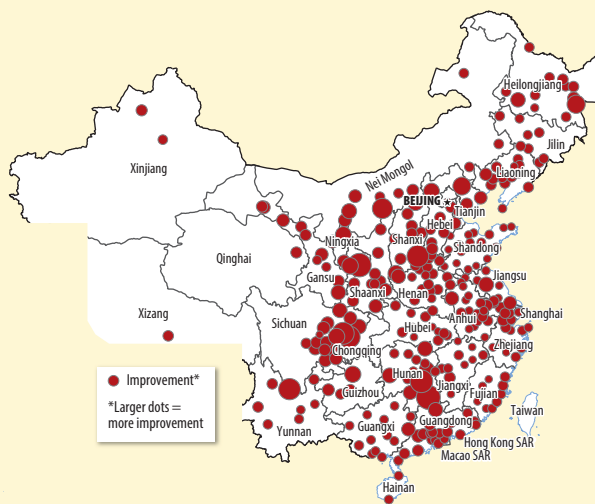 Heilongjiang
Jilin
Liaoning
Nei Mongol
Xinjiang
BEIJING *
Tianjin
Hebei
Ningxia
Shanxi
Shandong
Qinghai
Gansu
Shaanxi
Henan
Jiangsu
Xizang
Sichuan
Anhui
Shanghai
Hubei
Chongqing
Zhejiang
Hunan
Jiangxi
Guizhou
Fujian
Taiwan
Yunnan
Guangxi
Guangdong
Hong Kong SAR
Macao SAR
Hainan
Improvement*
*Larger dots =
more improvement